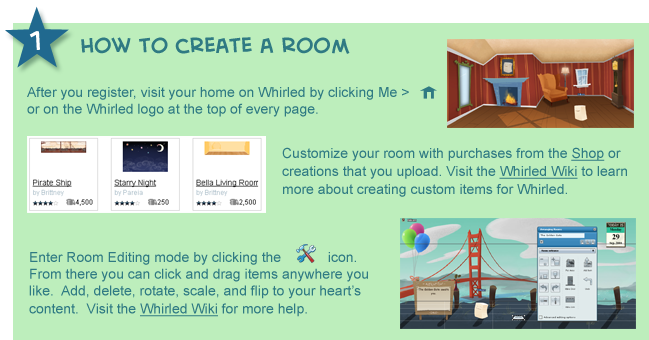 1
HOW TO CREATE A ROOM
After you register, visit your home on Whirled by clicking Me >
or on the Whirled logo at the top of every page.
Pirate Ship
by Brittney
4,500
Starry Night
by Pareia
250
Bella Living Room
by Brittney
2,500
Customize your room with purchases from the Shop or
creations that you upload. Visit the Whirled Wiki to learn
more about creating custom items for Whirled.
Enter Room Editing mode by clicking the icon.
From there you can click and drag items anywhere you
like. Add, delete, rotate, scale, and flip to your heart's
content. Visit the Whirled Wiki for more help.
29